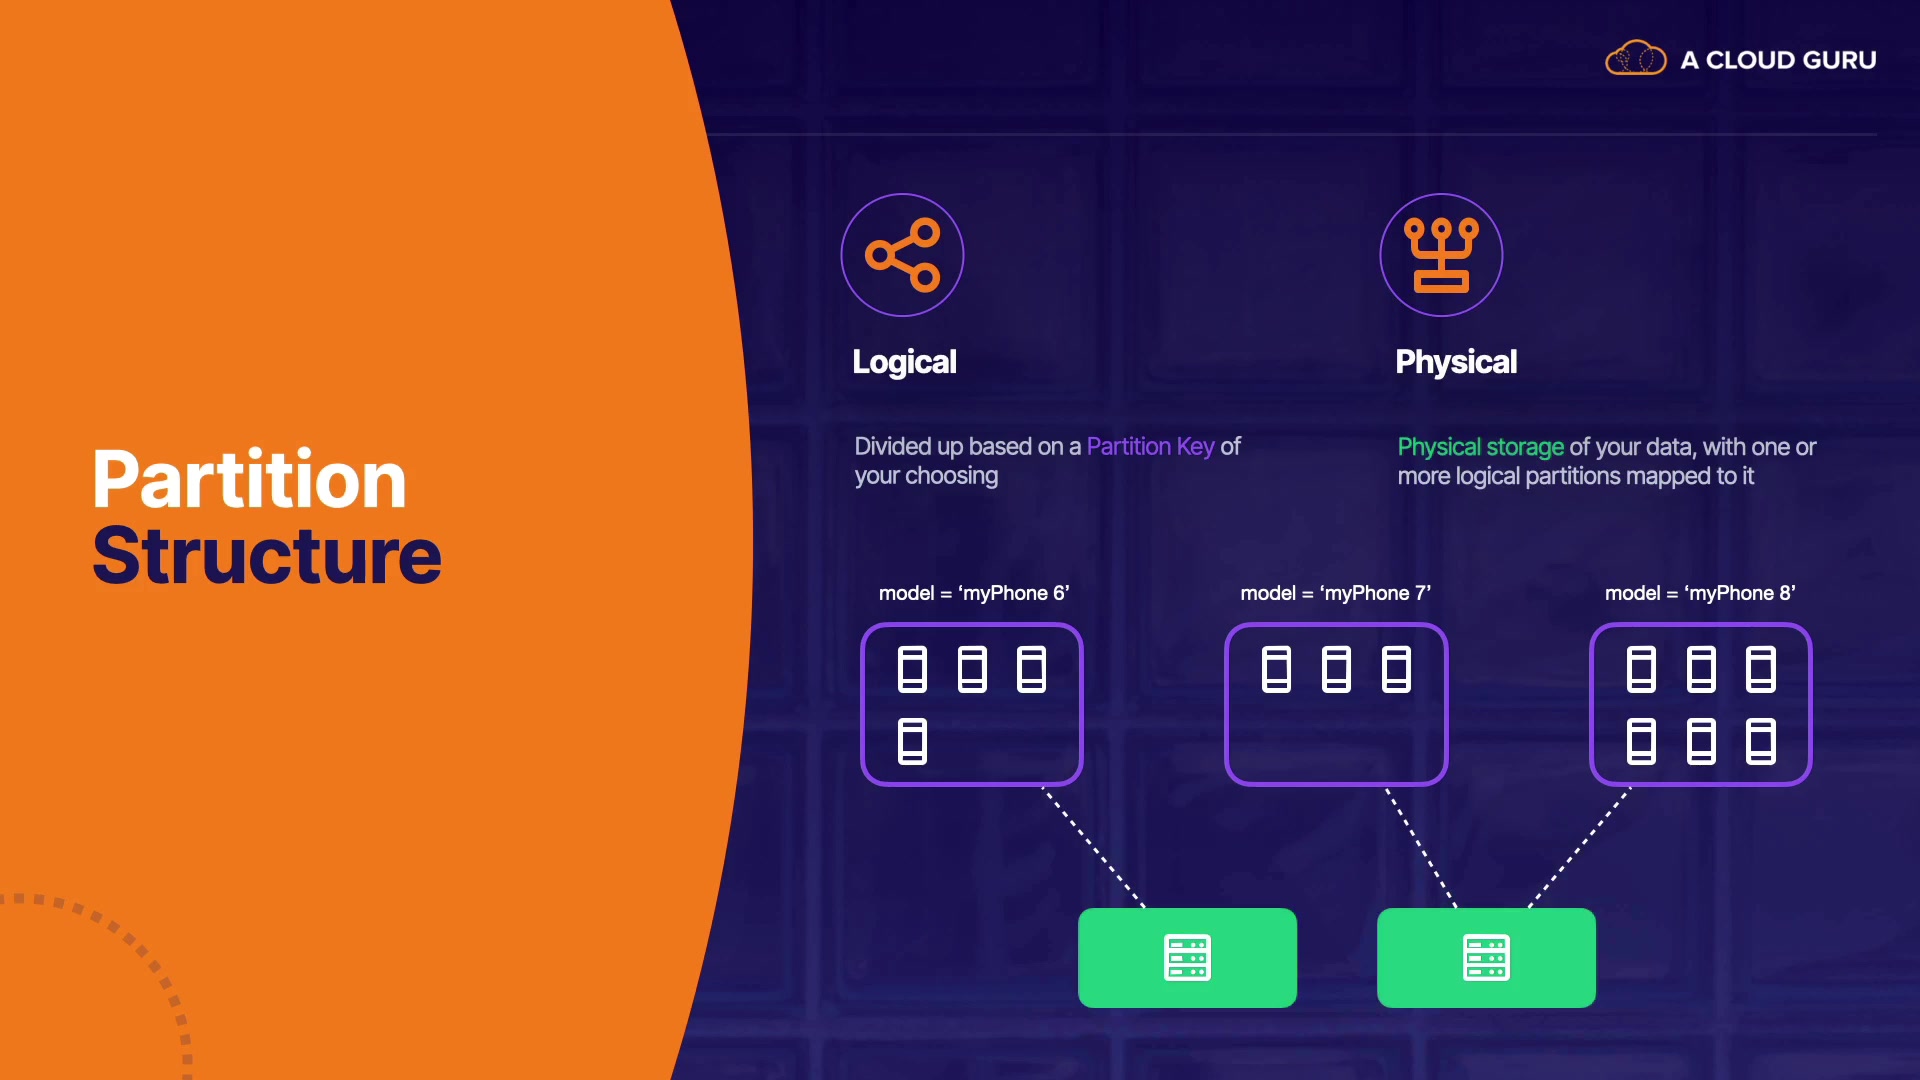 A CLOUD GURU
Partition
Structure
Logical
Divided up based on a Partition Key of
your choosing
Physical
Physical storage of your data, with one or
more logical partitions mapped to it
model = ‘myPhone 6’
model = ‘myPhone 7’
model = ‘myPhone 8’